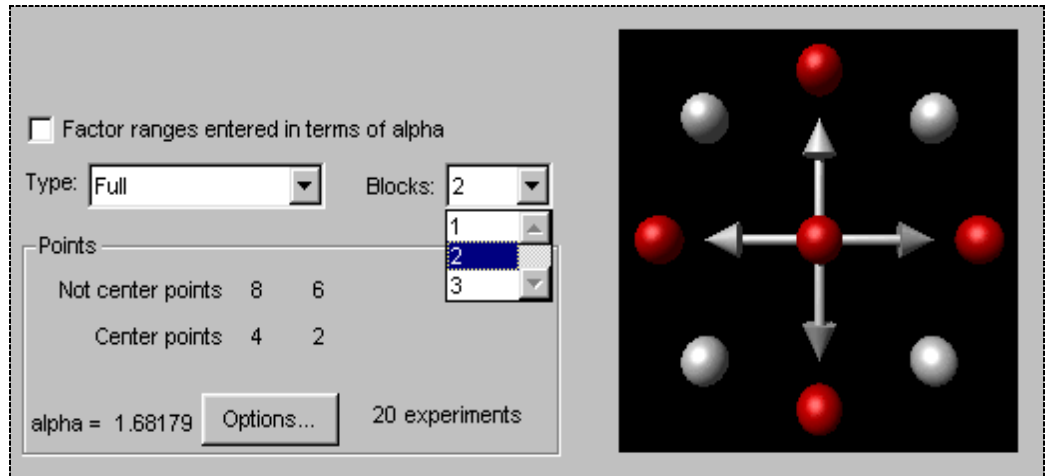 Factor ranges entered in terms of alpha
Type: Full Blocks: 2
1
2
3
Points
Not center points 8 6
Center points 4 2
alpha = 1.68179 Options... 20 experiments